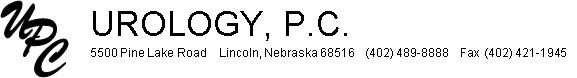 UPC
UROLOGY, P.C.
5500 Pine Lake Road Lincoln, Nebraska 68516 (402) 489-8888 Fax (402) 421-1945